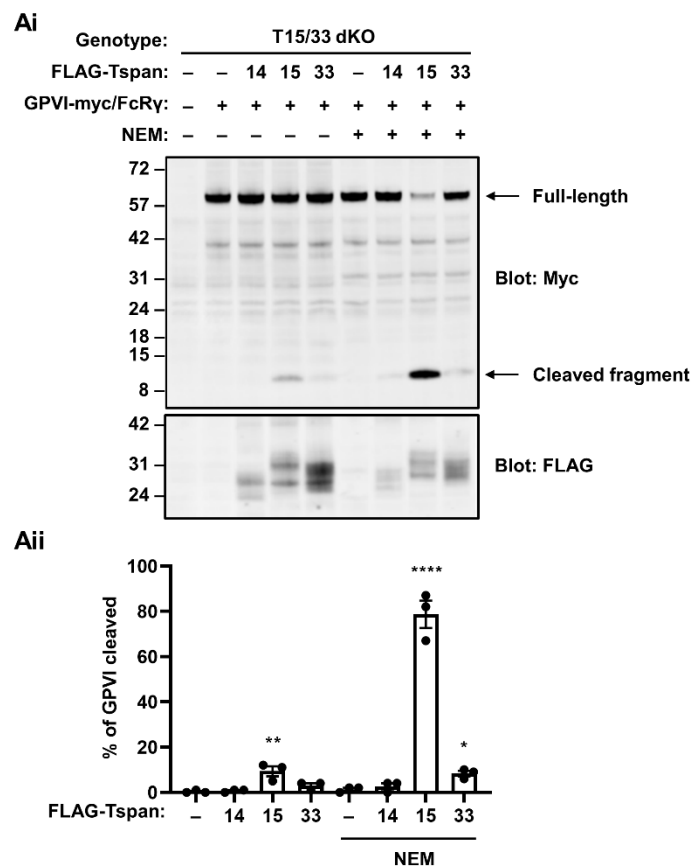 Ai
Genotype: T15/33 dKO
FLAG-Tspan: – – 14 15 33 – 14 15 33
GPVI-myc/FcRγ: – + + + + + + + +
NEM: – – – – – + + + +
72
57
42
31
24
18
15
8
Full-length
Blot: Myc
Cleaved fragment
42
31
24
Blot: FLAG
Aii
% of GPVI cleaved
100
80
60
40
20
0
**
****
*
FLAG-Tspan: – 14 15 33 – 14 15 33
NEM